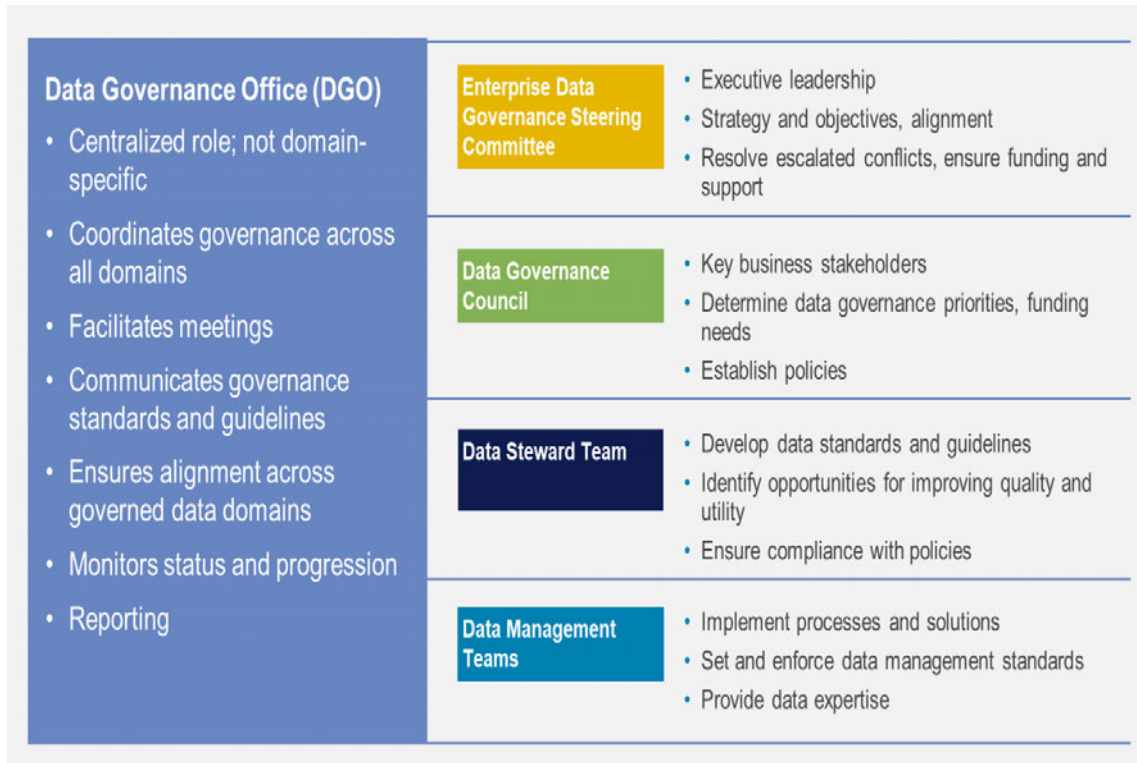 Data Governance Office (DGO)
• Centralized role; not domain-
specific
• Coordinates governance across
all domains
• Facilitates meetings
• Communicates governance
standards and guidelines
• Ensures alignment across
governed data domains
• Monitors status and progression
• Reporting
Enterprise Data
Governance Steering
Committee
• Executive leadership
• Strategy and objectives, alignment
• Resolve escalated conflicts, ensure funding and
support
Data Governance
Council
• Key business stakeholders
• Determine data governance priorities, funding
needs
• Establish policies
Data Steward Team
• Develop data standards and guidelines
• Identify opportunities for improving quality and
utility
• Ensure compliance with policies
Data Management
Teams
• Implement processes and solutions
• Set and enforce data management standards
• Provide data expertise